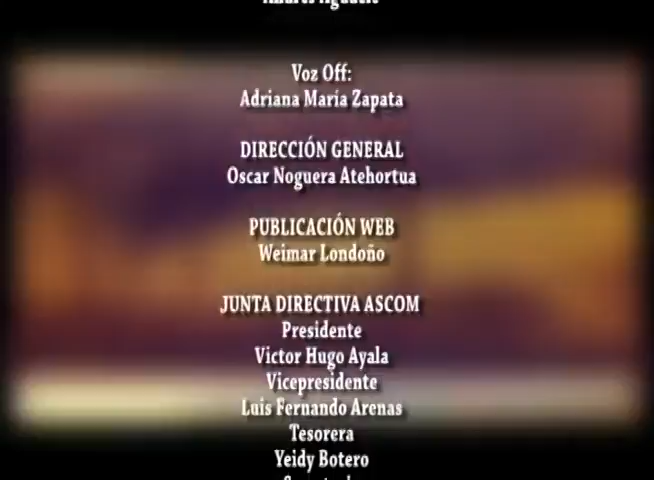 Voz Off:
Adriana María Zapata
DIRECCIÓN GENERAL
Oscar Noguera Atehortua
PUBLICACIÓN WEB
Weimar Londoño
JUNTA DIRECTIVA ASCOM
Presidente
Victor Hugo Ayala
Vicepresidente
Luis Fernando Arenas
Tesorera
Yeidy Botero